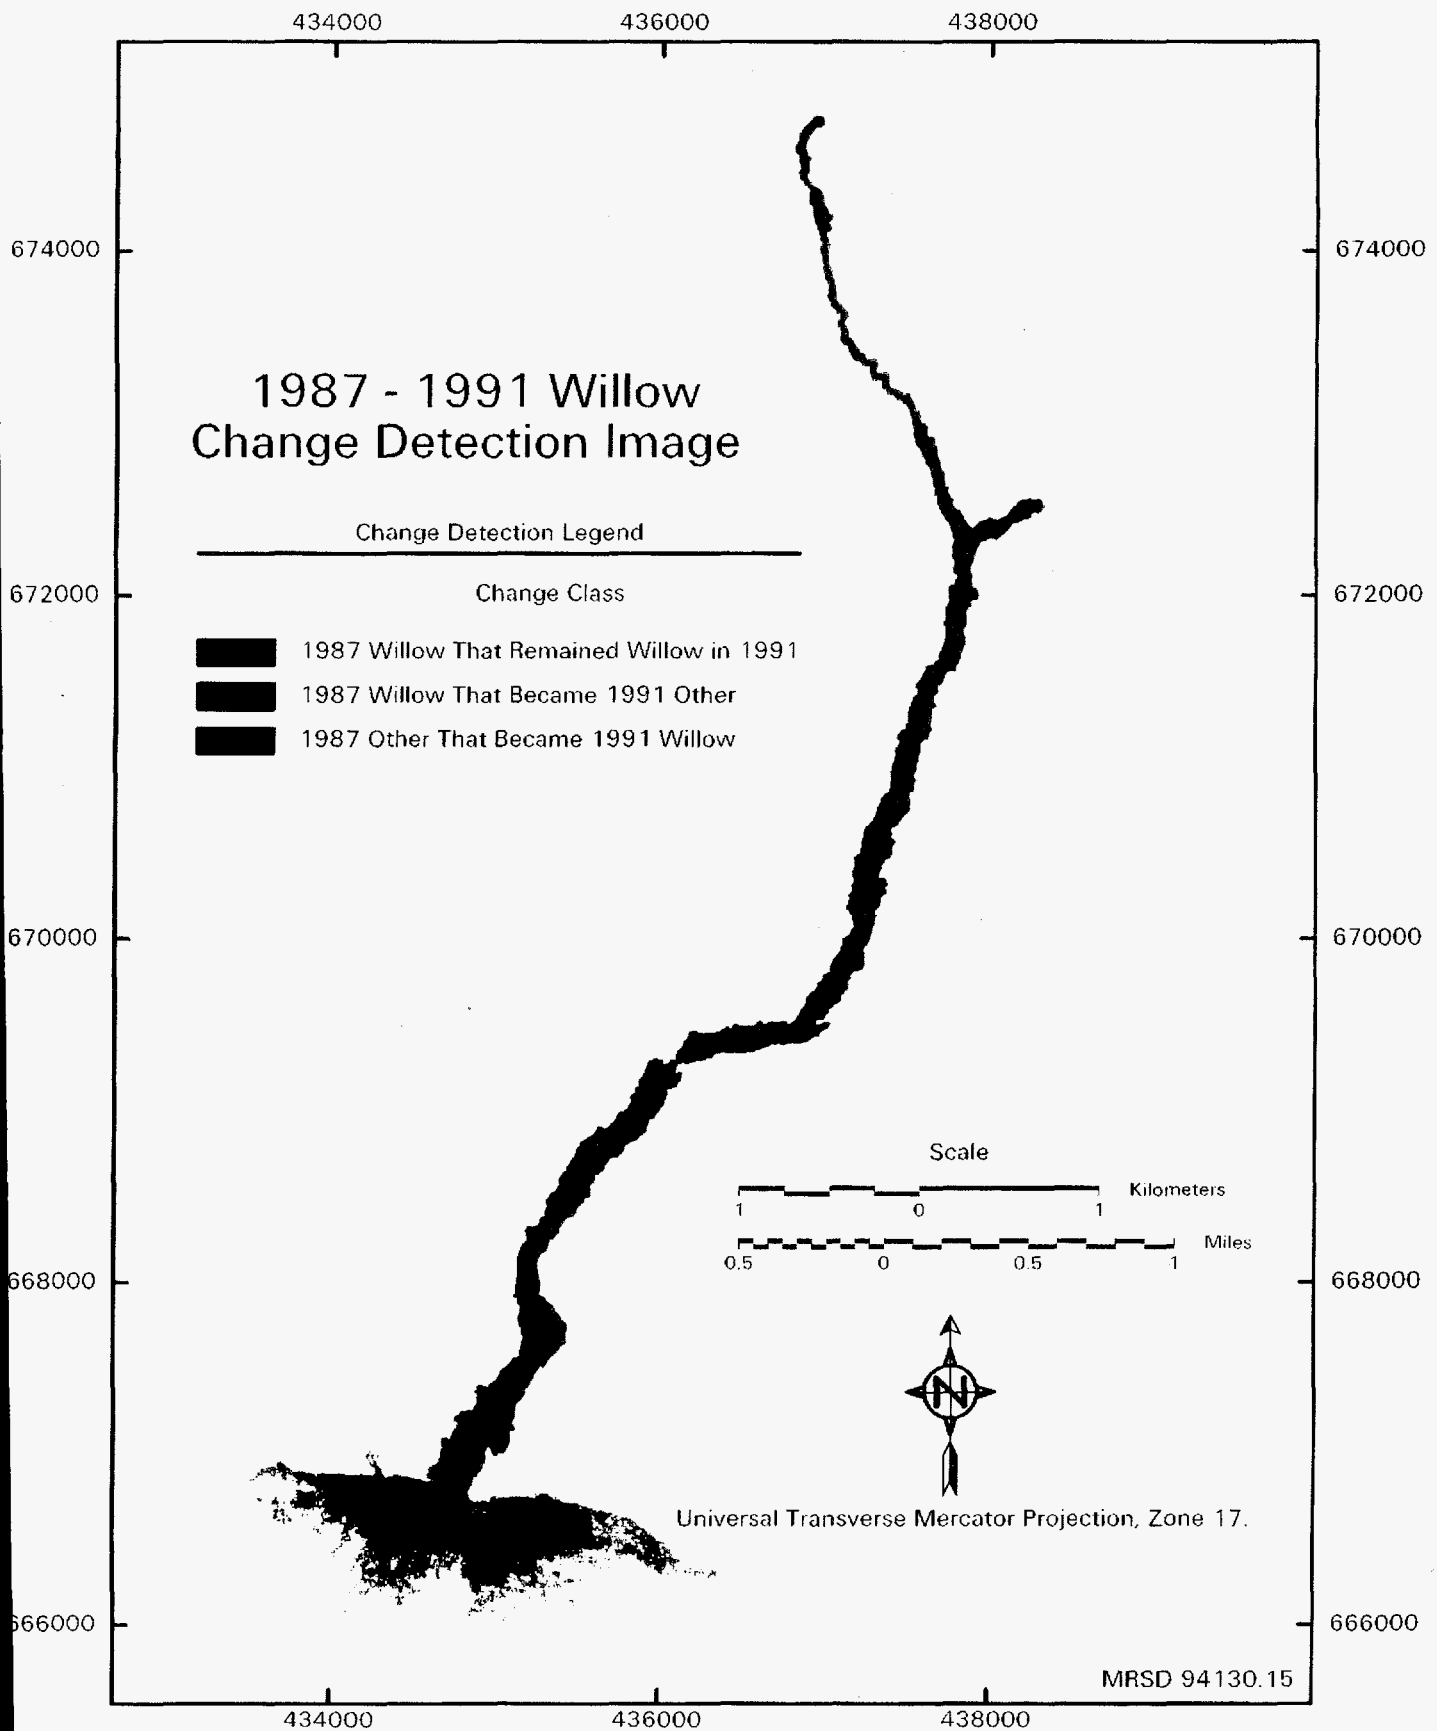 434000 436000 438000
674000 674000
1987 - 1991 Willow
Change Detection Image
Change Detection Legend
Change Class
672000 672000
1987 Willow That Remained Willow in 1991
1987 Willow That Became 1991 Other
1987 Other That Became 1991 Willow
670000 670000
Scale
Kilometers
1 0 1
Miles
0.5 0 0.5 1
668000 668000
N
Universal Transverse Mercator Projection, Zone 17.
666000 666000
MRSD 94130.15
434000 436000 438000